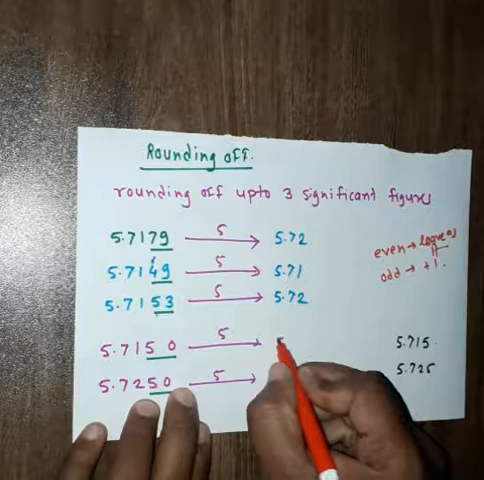 Rounding off.
rounding off upto 3 significant figures
5.7179 5 5.72
5.7149 5 5.71
5.7153 5 5.72
even → leave as it
odd → +1.
5.7150 5 5
5.7250 5
5.715
5.725